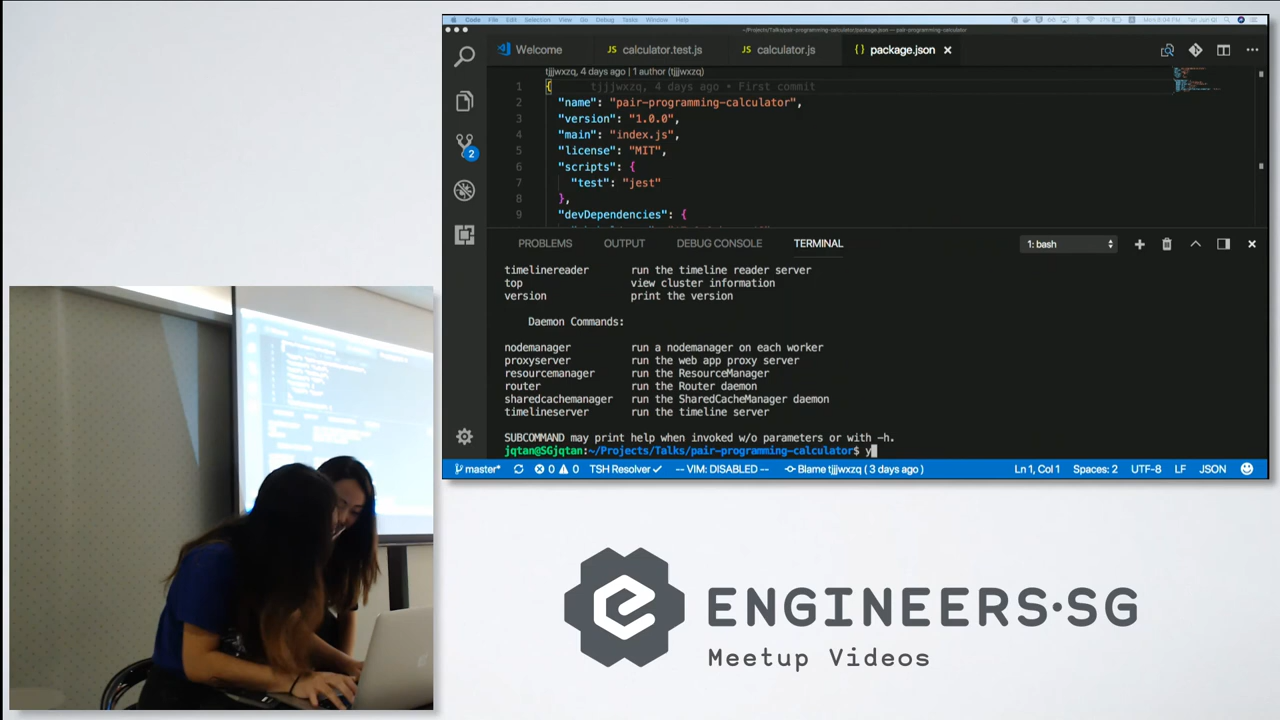 Code File Edit Selection View Go Debug Tasks Window Help
~/Projects/Talks/pair-programming-calculator/package.json — pair-programming-calculator
Welcome calculator.test.js calculator.js {} package.json
tjjjwxzq, 4 days ago | 1 author (tjjjwxzq)
1 { tjjjwxzq, 4 days ago • First commit
2 "name": "pair-programming-calculator",
3 "version": "1.0.0",
4 "main": "index.js",
5 "license": "MIT",
6 "scripts": {
7 "test": "jest"
8 },
9 "devDependencies": {
2
PROBLEMS OUTPUT DEBUG CONSOLE TERMINAL 1: bash
timelinereader run the timeline reader server
top view cluster information
version print the version
Daemon Commands:
nodemanager run a nodemanager on each worker
proxyserver run the web app proxy server
resourcemanager run the ResourceManager
router run the Router daemon
sharedcachemanager run the SharedCacheManager daemon
timelineserver run the timeline server
SUBCOMMAND may print help when invoked w/o parameters or with -h.
jqtan@SGjqtan:~/Projects/Talks/pair-programming-calculator$ y
master* 0 0 TSH Resolver -- VIM: DISABLED -- Blame tjjjwxzq ( 3 days ago ) Ln 1, Col 1 Spaces: 2 UTF-8 LF JSON
ENGINEERS·SG
Meetup Videos